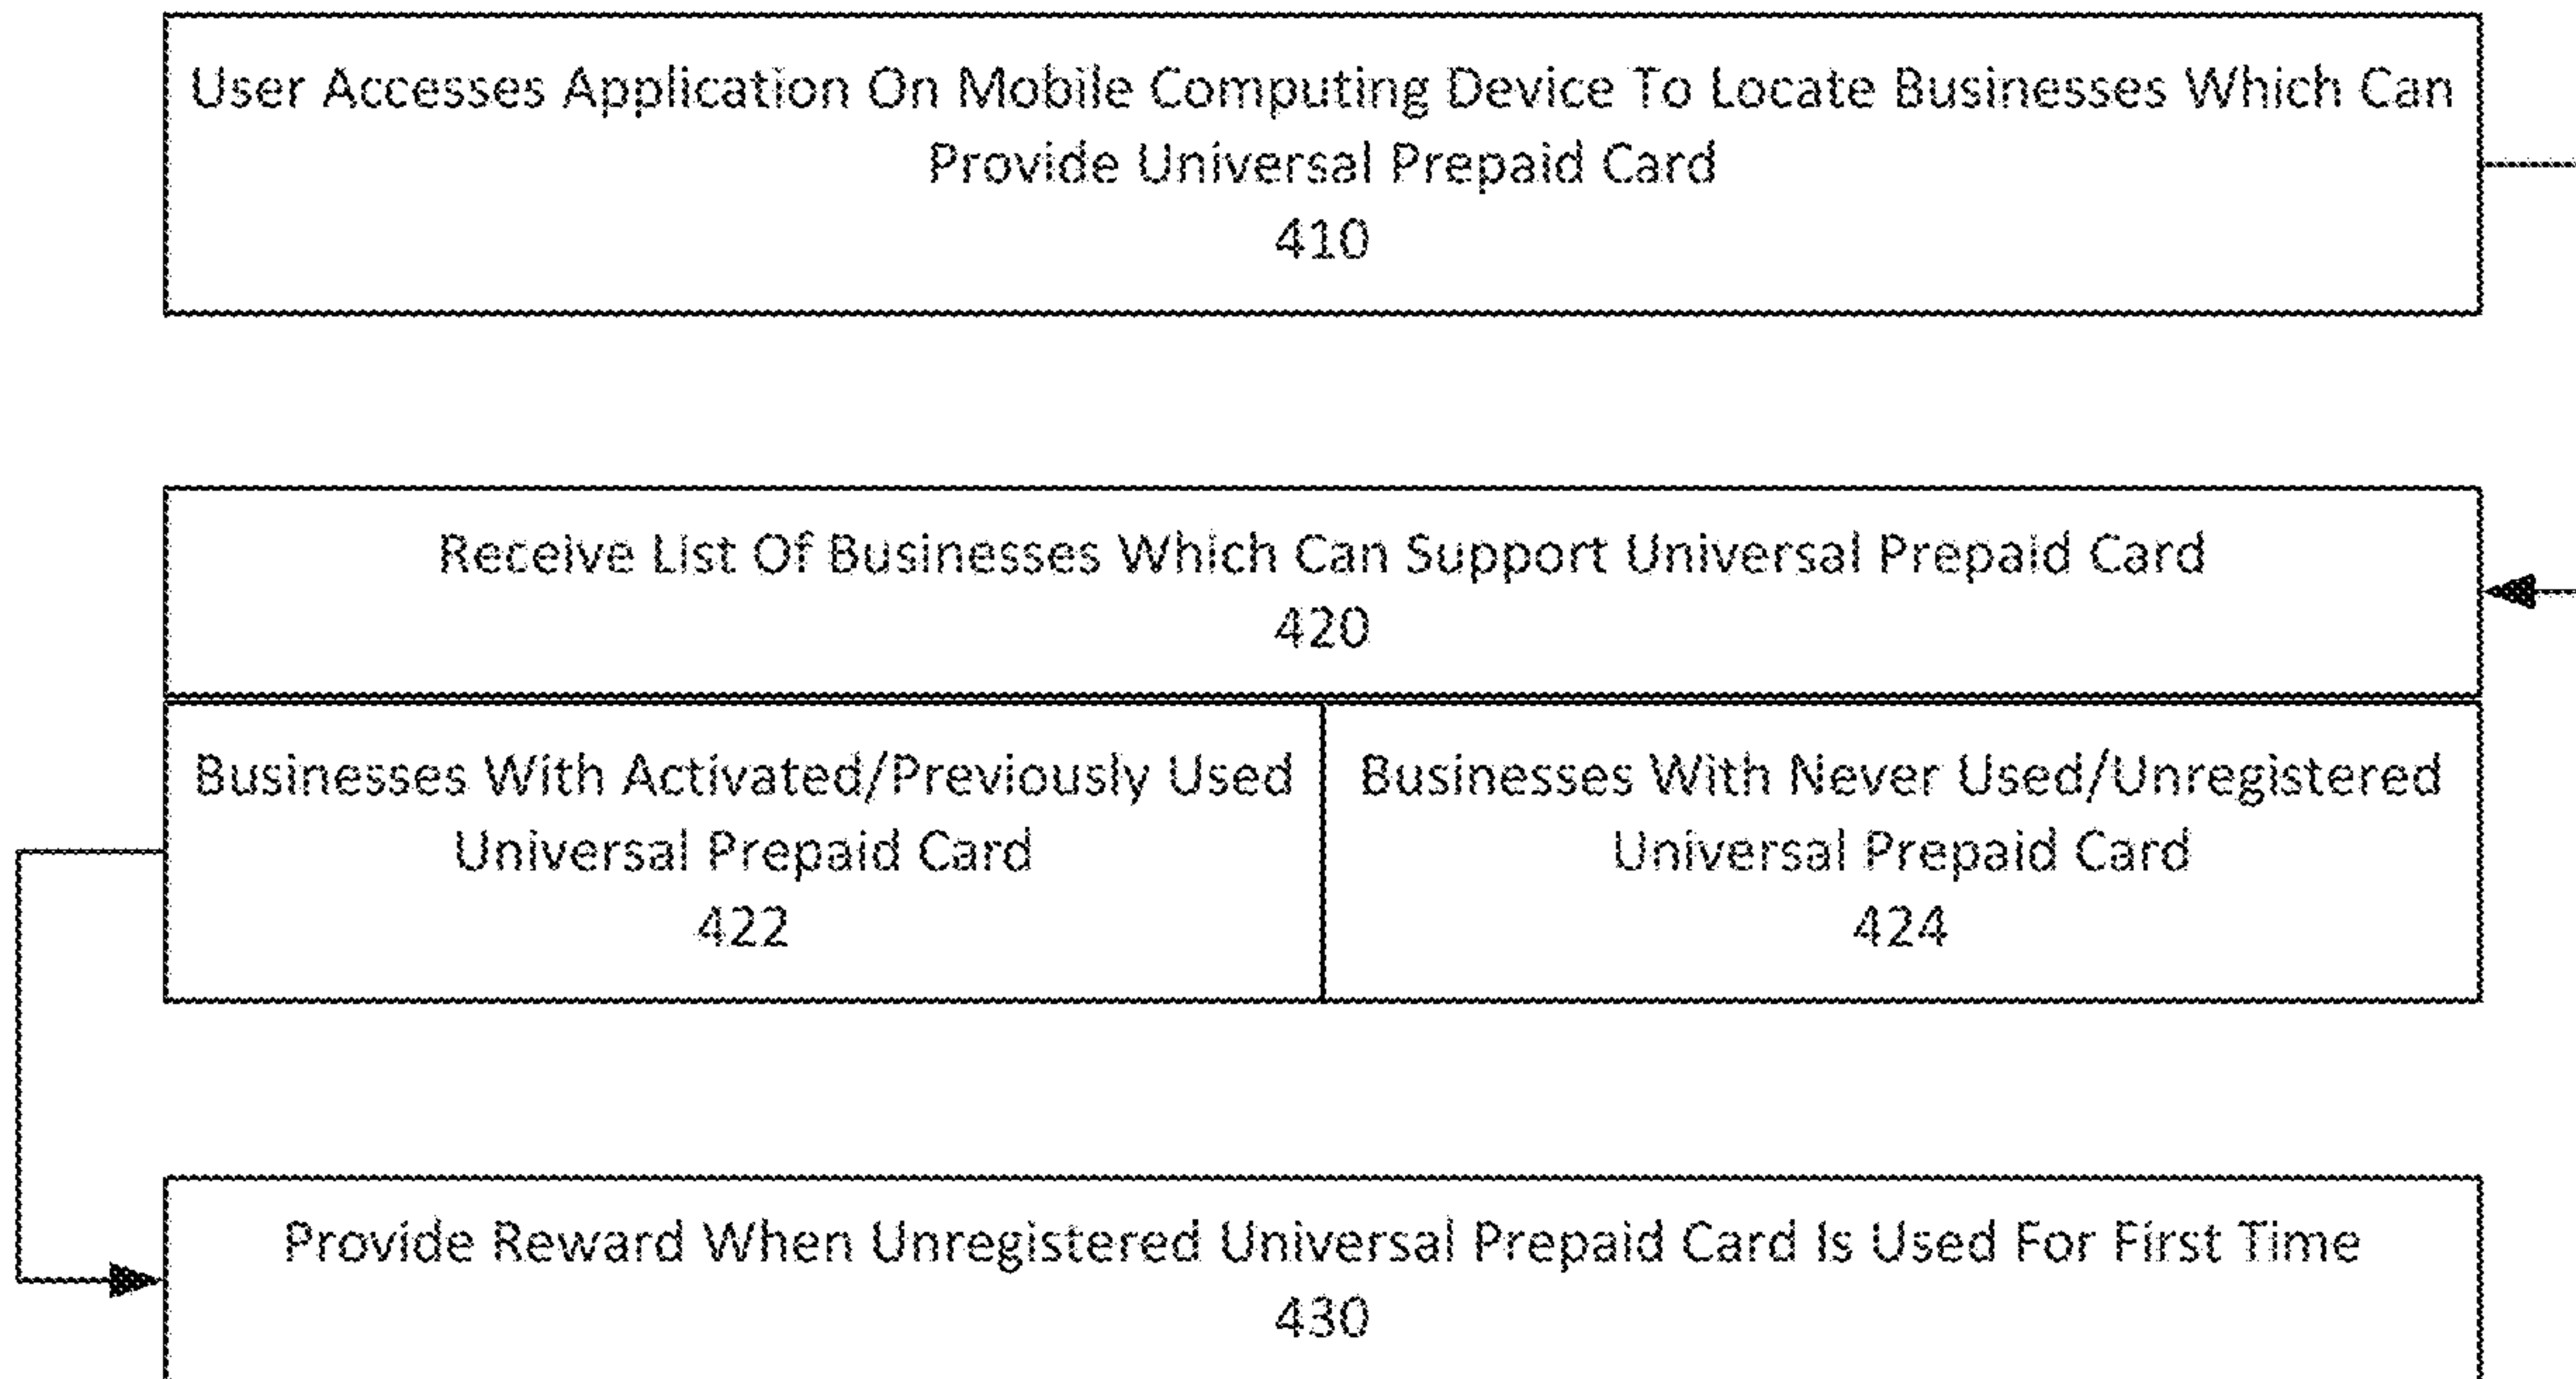 User Accesses Application On Mobile Computing Device To Locate Businesses Which Can
Provide Universal Prepaid Card
410
Receive List Of Businesses Which Can Support Universal Prepaid Card
420
Businesses With Activated/Previously Used
Universal Prepaid Card
422
Businesses With Never Used/Unregistered
Universal Prepaid Card
424
Provide Reward When Unregistered Universal Prepaid Card Is Used For First Time
430